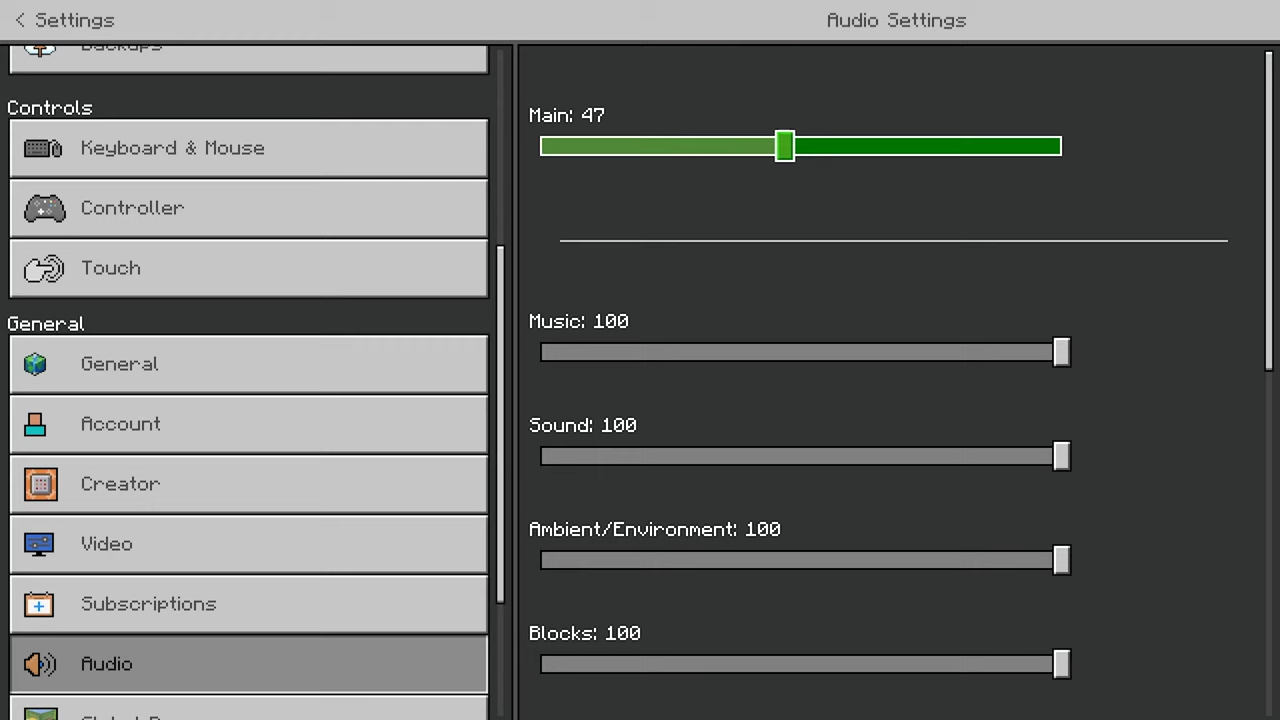 Settings
Audio Settings
Backups
Controls
Keyboard & Mouse
Controller
Touch
General
General
Account
Creator
Video
Subscriptions
Audio
Main: 47
Music: 100
Sound: 100
Ambient/Environment: 100
Blocks: 100